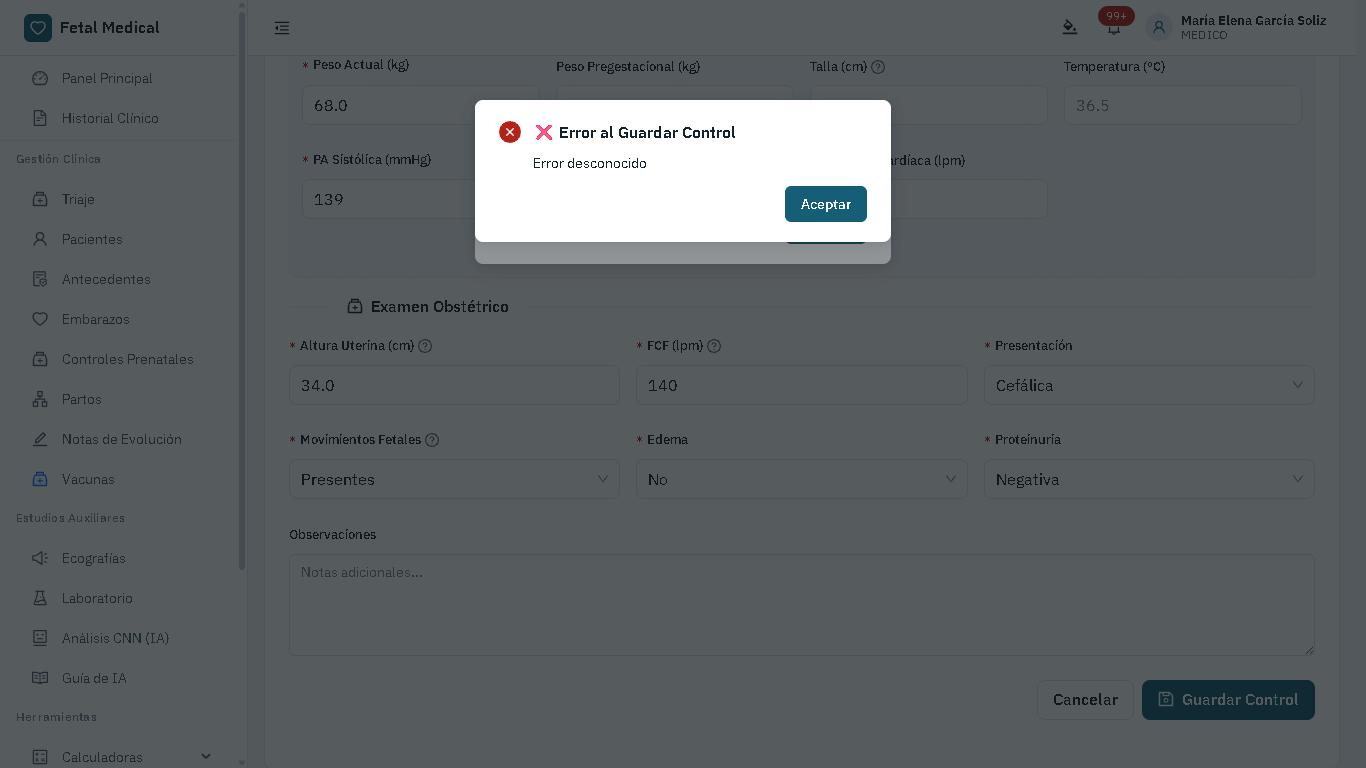 Fetal Medical
Panel Principal
Historial Clínico
Gestión Clínica
Triaje
Pacientes
Antecedentes
Embarazos
Controles Prenatales
Partos
Notas de Evolución
Vacunas
Estudios Auxiliares
Ecografías
Laboratorio
Análisis CNN (IA)
Guía de IA
Herramientas
Calculadoras
99+
María Elena García Soliz
MEDICO
* Peso Actual (kg)
Peso Pregestacional (kg)
Talla (cm)
Temperatura (ºC)
68.0
36.5
* PA Sistólica (mmHg)
139
❌ Error al Guardar Control
Error desconocido
Aceptar
Examen Obstétrico
* Altura Uterina (cm)
* FCF (lpm)
* Presentación
34.0
140
Cefálica
* Movimientos Fetales
* Edema
* Proteinuria
Presentes
No
Negativa
Observaciones
Notas adicionales...
Cancelar
Guardar Control